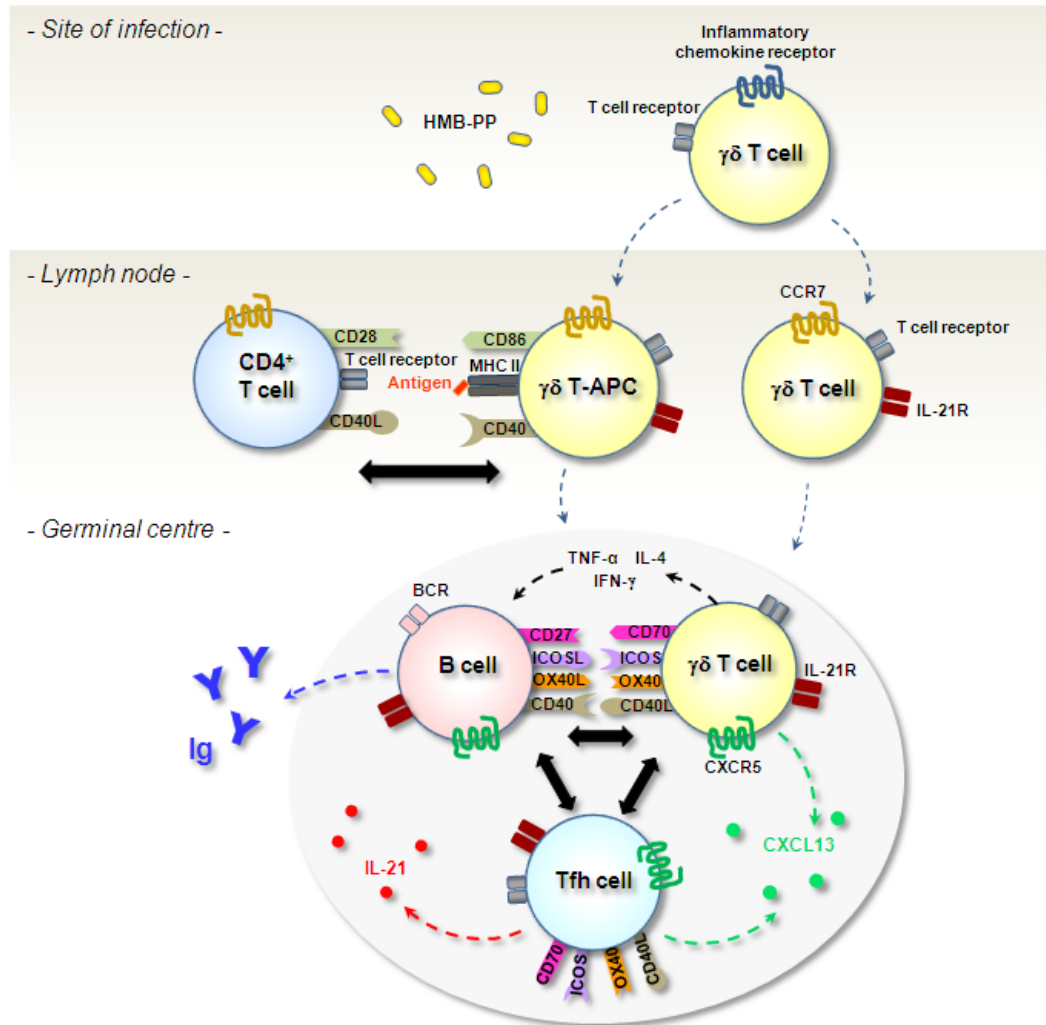 - Site of infection -
Inflammatory
chemokine receptor
T cell receptor
HMB-PP
γδ T cell
- Lymph node -
CCR7
T cell receptor
CD28
CD86
CD4⁺
T cell
T cell receptor
MHC II
Antigen
γδ T-APC
γδ T cell
IL-21R
CD40L
CD40
- Germinal centre -
TNF-α IL-4
IFN-γ
BCR
CD27
CD70
B cell
ICOSL
ICOS
γδ T cell
IL-21R
OX40L
OX40
CD40
CD40L
Ig
CXCR5
CXCL13
IL-21
Tfh cell
CD70
ICOS
OX40
CD40L